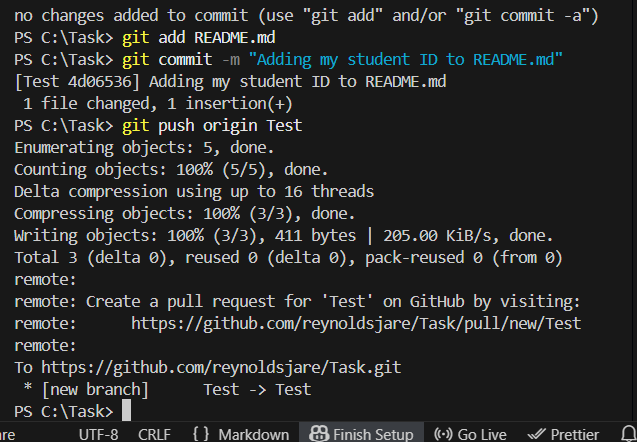 no changes added to commit (use "git add" and/or "git commit -a")
PS C:\Task> git add README.md
PS C:\Task> git commit -m "Adding my student ID to README.md"
[Test 4d06536] Adding my student ID to README.md
 1 file changed, 1 insertion(+)
PS C:\Task> git push origin Test
Enumerating objects: 5, done.
Counting objects: 100% (5/5), done.
Delta compression using up to 16 threads
Compressing objects: 100% (3/3), done.
Writing objects: 100% (3/3), 411 bytes | 205.00 KiB/s, done.
Total 3 (delta 0), reused 0 (delta 0), pack-reused 0 (from 0)
remote:
remote: Create a pull request for 'Test' on GitHub by visiting:
remote:      https://github.com/reynoldsjare/Task/pull/new/Test
remote:
To https://github.com/reynoldsjare/Task.git
 * [new branch]      Test -> Test
PS C:\Task>
are UTF-8 CRLF {} Markdown Finish Setup Go Live Prettier